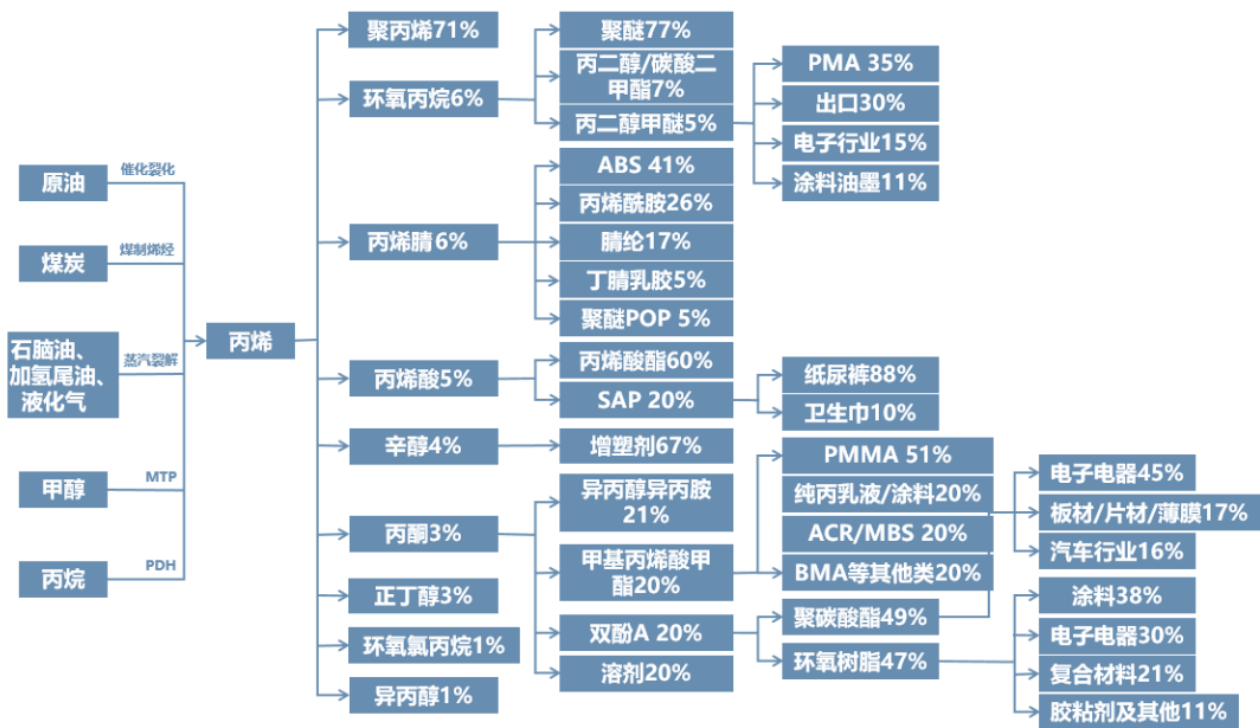 原油
催化裂化
煤炭
煤制烯烃
石脑油、
加氢尾油、
液化气
蒸汽裂解
甲醇
MTP
丙烷
PDH
丙烯
聚丙烯71%
环氧丙烷6%
丙烯腈6%
丙烯酸5%
辛醇4%
丙酮3%
正丁醇3%
环氧氯丙烷1%
异丙醇1%
聚醚77%
丙二醇/碳酸二
甲酯7%
丙二醇甲醚5%
ABS 41%
丙烯酰胺26%
腈纶17%
丁腈乳胶5%
聚醚POP 5%
丙烯酸酯60%
SAP 20%
增塑剂67%
异丙醇异丙胺
21%
甲基丙烯酸甲
酯20%
双酚A 20%
溶剂20%
PMA 35%
出口30%
电子行业15%
涂料油墨11%
纸尿裤88%
卫生巾10%
PMMA 51%
纯丙乳液/涂料20%
ACR/MBS 20%
BMA等其他类20%
聚碳酸酯49%
环氧树脂47%
电子电器45%
板材/片材/薄膜17%
汽车行业16%
涂料38%
电子电器30%
复合材料21%
胶粘剂及其他11%